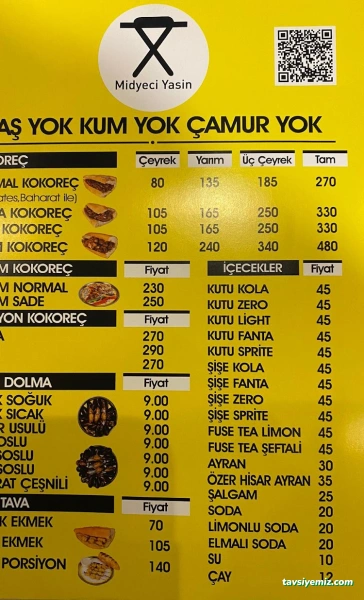 Midyeci Yasin
AŞ YOK KUM YOK ÇAMUR YOK
OREÇ Çeyrek Yarım Üç Çeyrek Tam
MAL KOKOREÇ 80 135 185 270
ates,Baharat ile)
A KOKOREÇ 105 165 250 330
KOKOREÇ 105 165 250 330
M KOKOREÇ 120 240 340 480
M KOKOREÇ Fiyat
M NORMAL 230
M SADE 250
YON KOKOREÇ Fiyat
A 270
290
270
DOLMA Fiyat
K SOĞUK 9.00
K SICAK 9.00
R USULÜ 9.00
OSLU 9.00
SOSLU 9.00
SOSLU 9.00
RAT ÇEŞNİLİ 9.00
TAVA Fiyat
K EKMEK 70
EKMEK 105
PORSİYON 140
İÇECEKLER Fiyat
KUTU KOLA 45
KUTU ZERO 45
KUTU LİGHT 45
KUTU FANTA 45
KUTU SPRİTE 45
ŞİŞE KOLA 45
ŞİŞE FANTA 45
ŞİŞE ZERO 45
ŞİŞE SPRİTE 45
FUSE TEA LİMON 45
FUSE TEA ŞEFTALİ 45
AYRAN 30
ÖZER HİSAR AYRAN 35
ŞALGAM 25
SODA 20
LİMONLU SODA 20
ELMALI SODA 20
SU 10
ÇAY 12
tavsiyemiz.com